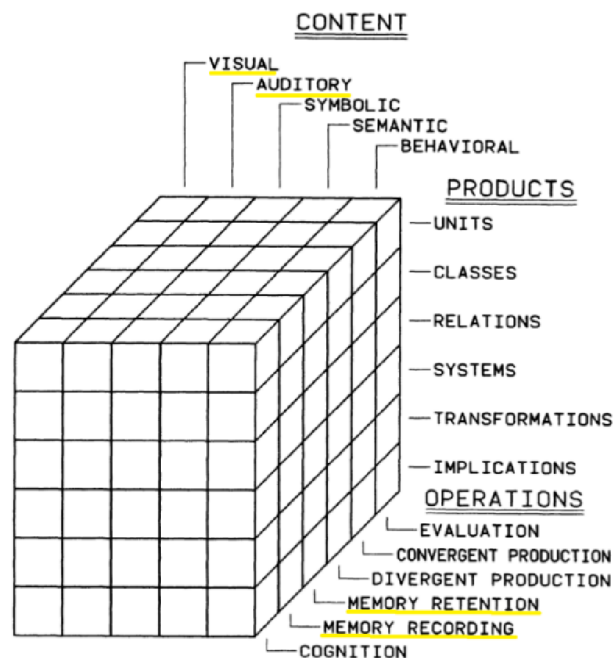 CONTENT
VISUAL
AUDITORY
SYMBOLIC
SEMANTIC
BEHAVIORAL
PRODUCTS
UNITS
CLASSES
RELATIONS
SYSTEMS
TRANSFORMATIONS
IMPLICATIONS
OPERATIONS
EVALUATION
CONVERGENT PRODUCTION
DIVERGENT PRODUCTION
MEMORY RETENTION
MEMORY RECORDING
COGNITION